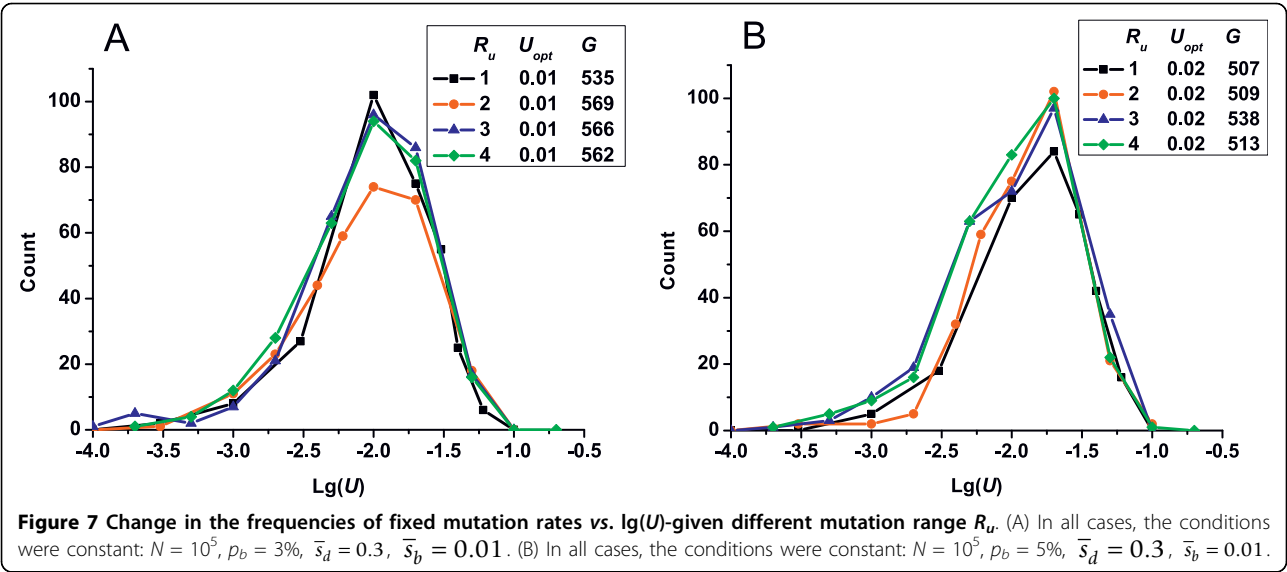 A
R_u U_opt G
1 0.01 535
2 0.01 569
3 0.01 566
4 0.01 562
100
80
60
40
20
0
Count
-4.0 -3.5 -3.0 -2.5 -2.0 -1.5 -1.0 -0.5
Lg(U)
B
R_u U_opt G
1 0.02 507
2 0.02 509
3 0.02 538
4 0.02 513
100
80
60
40
20
0
Count
-4.0 -3.5 -3.0 -2.5 -2.0 -1.5 -1.0 -0.5
Lg(U)
Figure 7 Change in the frequencies of fixed mutation rates vs. lg(U)-given different mutation range R_u. (A) In all cases, the conditions
were constant: N = 10⁵, p_b = 3%, s̅_d = 0.3, s̅_b = 0.01. (B) In all cases, the conditions were constant: N = 10⁵, p_b = 5%, s̅_d = 0.3, s̅_b = 0.01.